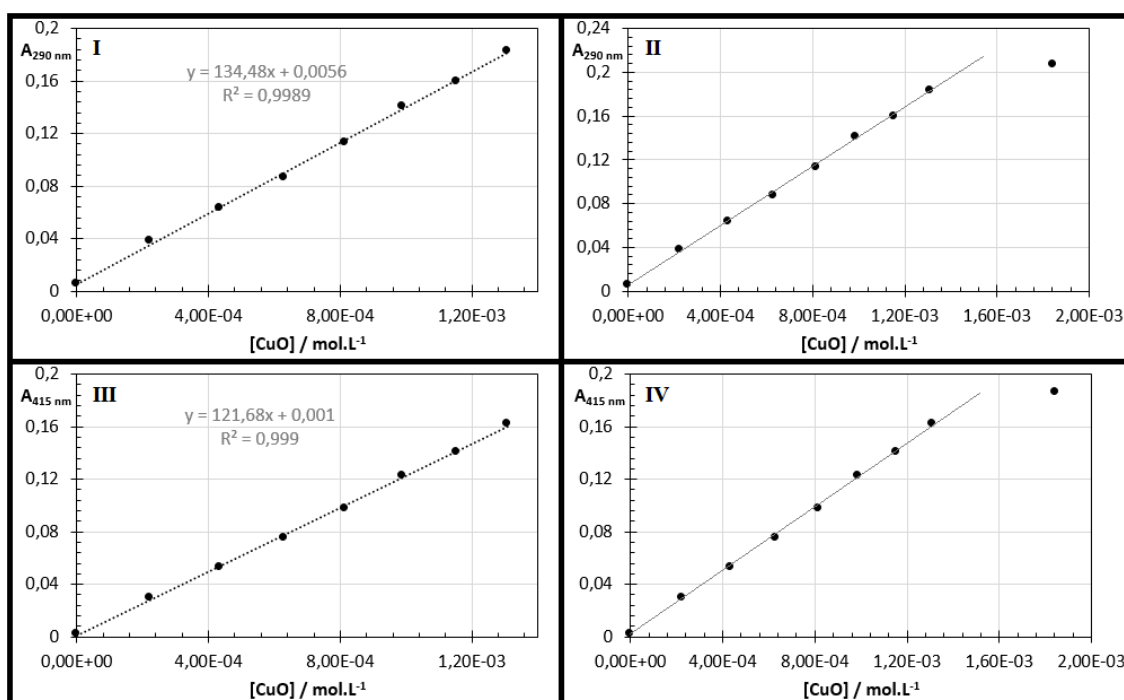 I
A290 nm
0,2
0,16
0,12
0,08
0,04
0
y = 134,48x + 0,0056
R² = 0,9989
0,00E+00 4,00E-04 8,00E-04 1,20E-03
[CuO] / mol.L⁻¹
II
A290 nm
0,24
0,2
0,16
0,12
0,08
0,04
0
0,00E+00 4,00E-04 8,00E-04 1,20E-03 1,60E-03 2,00E-03
[CuO] / mol.L⁻¹
III
A415 nm
0,2
0,16
0,12
0,08
0,04
0
y = 121,68x + 0,001
R² = 0,999
0,00E+00 4,00E-04 8,00E-04 1,20E-03
[CuO] / mol.L⁻¹
IV
A415 nm
0,2
0,16
0,12
0,08
0,04
0
0,00E+00 4,00E-04 8,00E-04 1,20E-03 1,60E-03 2,00E-03
[CuO] / mol.L⁻¹